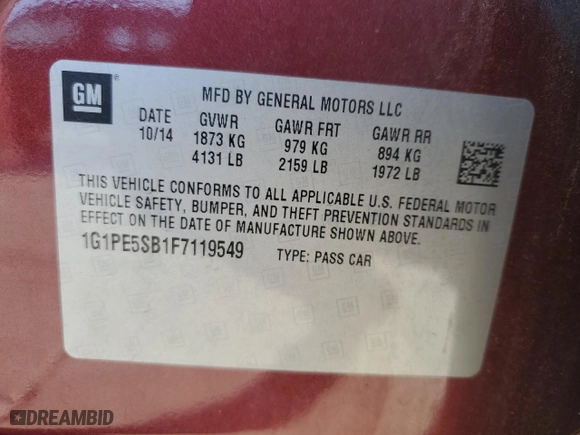 GM ®
MFD BY GENERAL MOTORS LLC
DATE GVWR GAWR FRT GAWR RR
10/14 1873 KG 979 KG 894 KG
4131 LB 2159 LB 1972 LB
THIS VEHICLE CONFORMS TO ALL APPLICABLE U.S. FEDERAL MOTOR
VEHICLE SAFETY, BUMPER, AND THEFT PREVENTION STANDARDS IN
EFFECT ON THE DATE OF MANUFACTURE SHOWN ABOVE.
1G1PE5SB1F7119549 TYPE: PASS CAR
DREAMBID